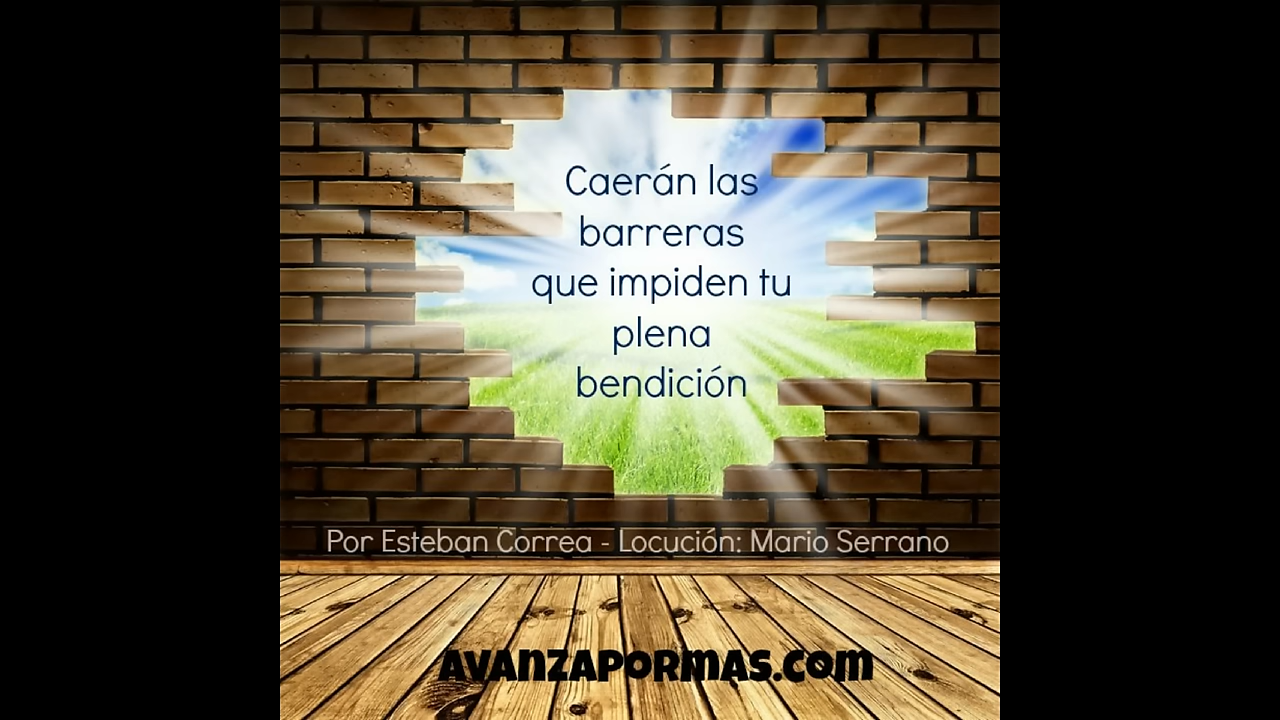 Caerán las
barreras
que impiden tu
plena
bendición
Por Esteban Correa - Locución: Mario Serrano
AVANZAPORMAS.COM